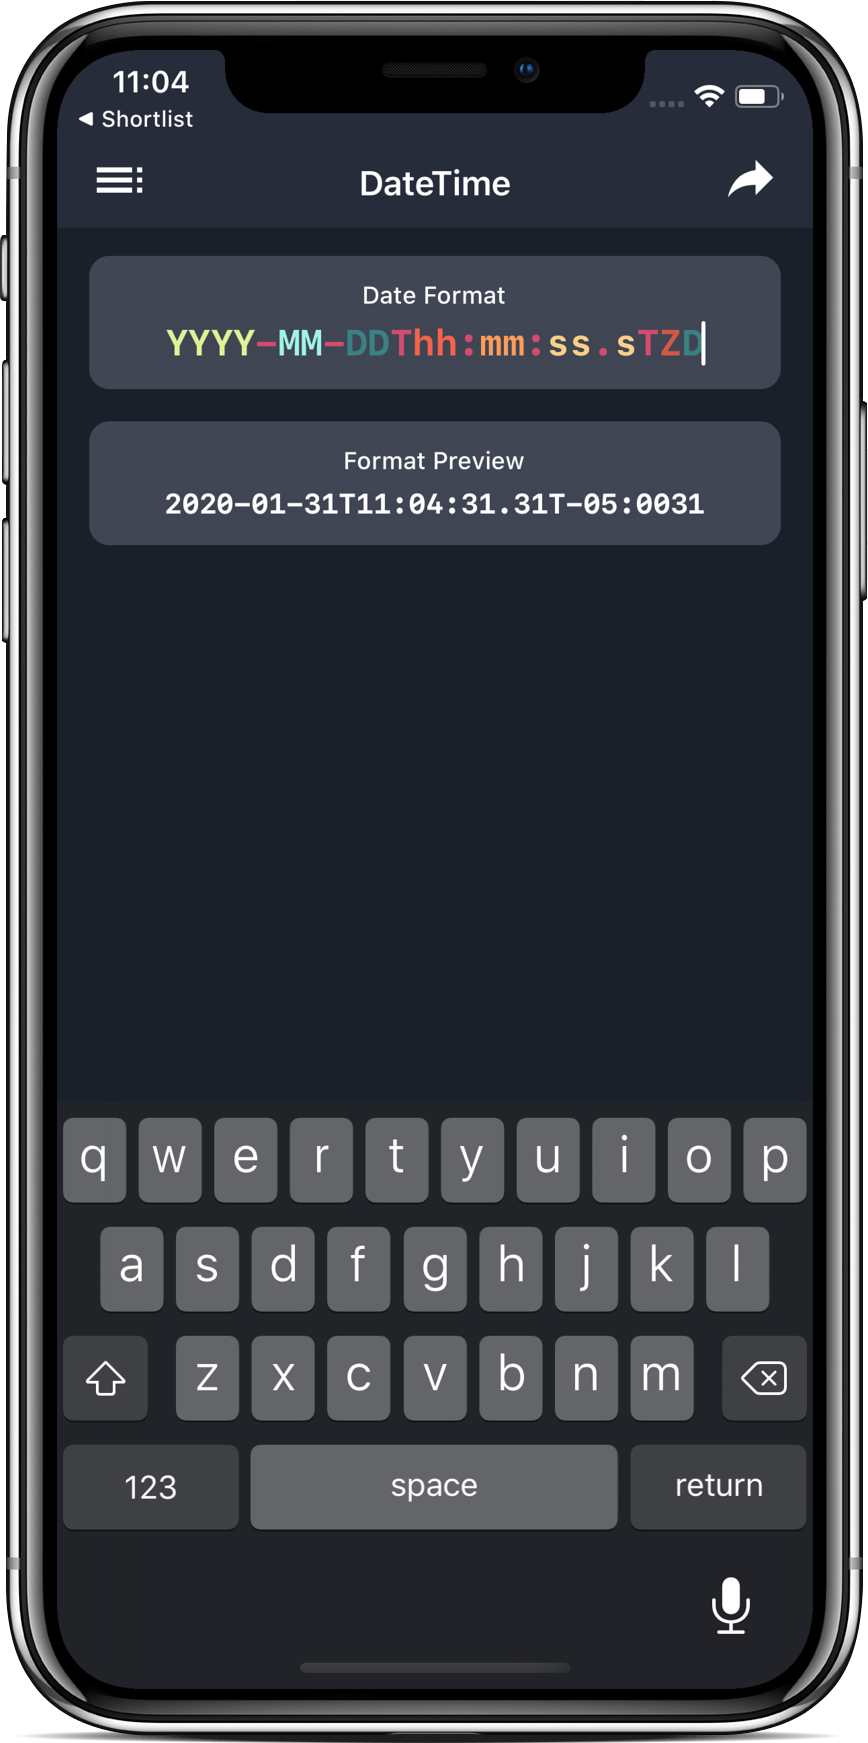 11:04
◀ Shortlist
DateTime
Date Format
YYYY-MM-DDThh:mm:ss.sTZD
Format Preview
2020-01-31T11:04:31.31T-05:0031
q w e r t y u i o p
a s d f g h j k l
z x c v b n m
123 space return